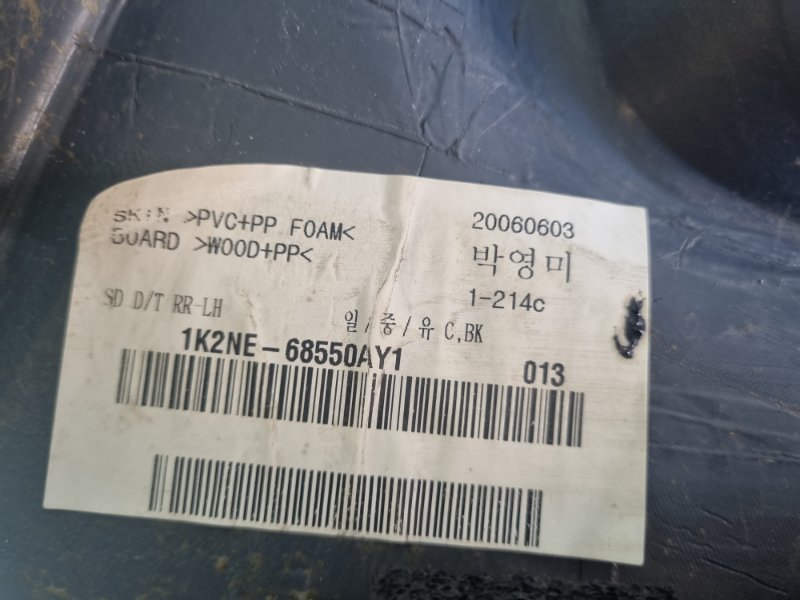 SKIN >PVC+PP FOAM<
BOARD >WOOD+PP<
20060603
박영미
1-214c
SD D/T RR-LH
일/중/유 C,BK
1K2NE-68550AY1
013